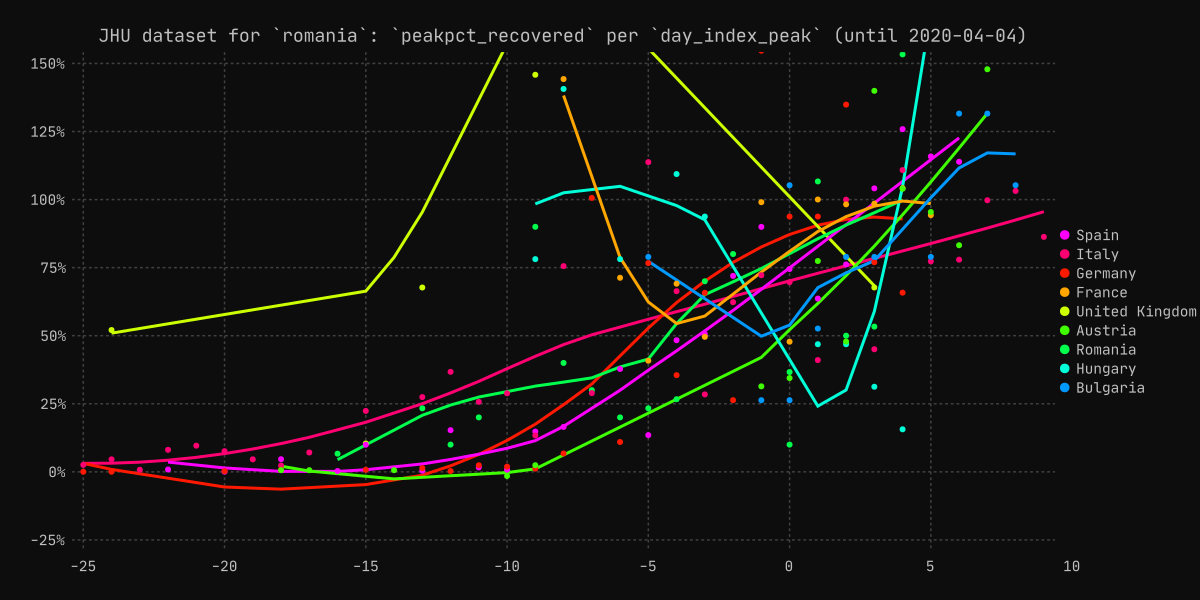 JHU dataset for `romania`: `peakpct_recovered` per `day_index_peak` (until 2020-04-04)
150%
125%
100%
75%
50%
25%
0%
−25%
−25 −20 −15 −10 −5 0 5 10
Spain
Italy
Germany
France
United Kingdom
Austria
Romania
Hungary
Bulgaria